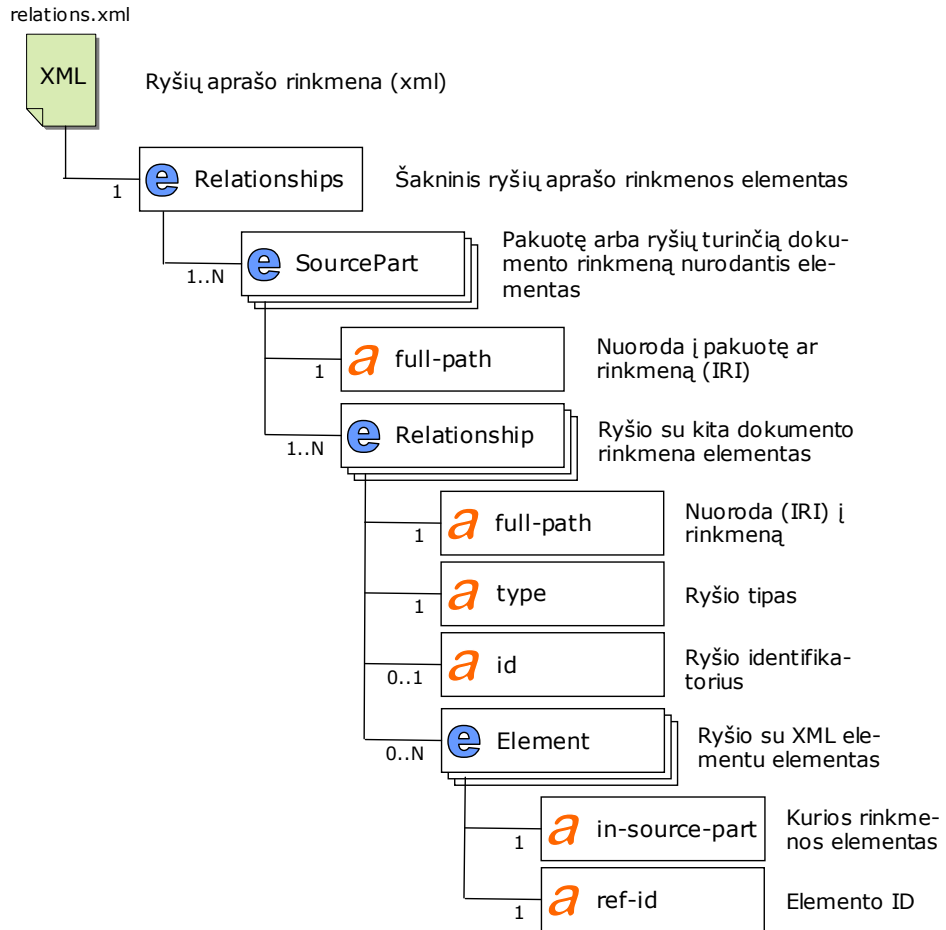 relations.xml
XML
Ryšių aprašo rinkmena (xml)
1
e Relationships
Šakninis ryšių aprašo rinkmenos elementas
1..N
e SourcePart
Pakuotę arba ryšių turinčią doku-
mento rinkmeną nurodantis ele-
mentas
1
a full-path
Nuoroda į pakuotę ar
rinkmeną (IRI)
1..N
e Relationship
Ryšio su kita dokumento
rinkmena elementas
1
a full-path
Nuoroda (IRI) į
rinkmeną
1
a type
Ryšio tipas
0..1
a id
Ryšio identifika-
torius
0..N
e Element
Ryšio su XML ele-
mentu elementas
1
a in-source-part
Kurios rinkme-
nos elementas
1
a ref-id
Elemento ID